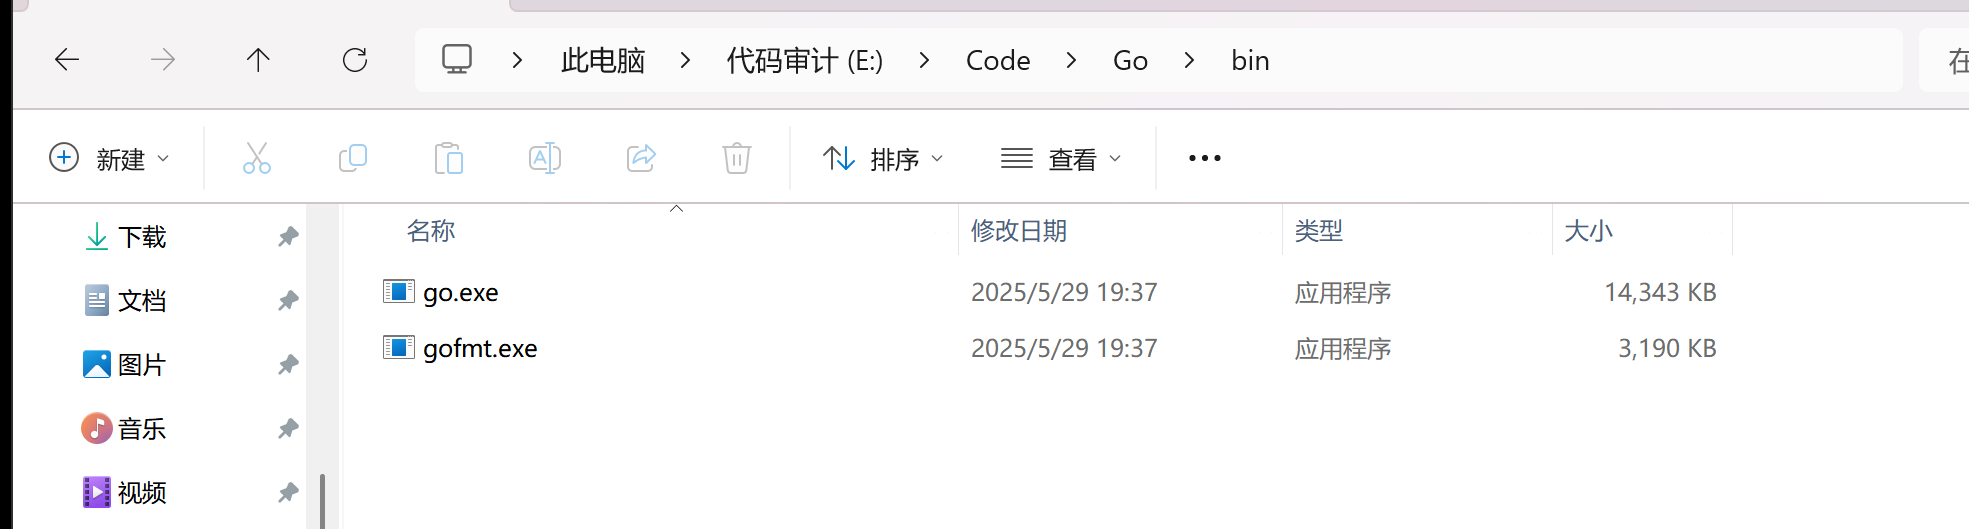 此电脑 代码审计 (E:) Code Go bin 在
新建 排序 查看
名称 修改日期 类型 大小
下载
文档
图片
音乐
视频
go.exe 2025/5/29 19:37 应用程序 14,343 KB
gofmt.exe 2025/5/29 19:37 应用程序 3,190 KB